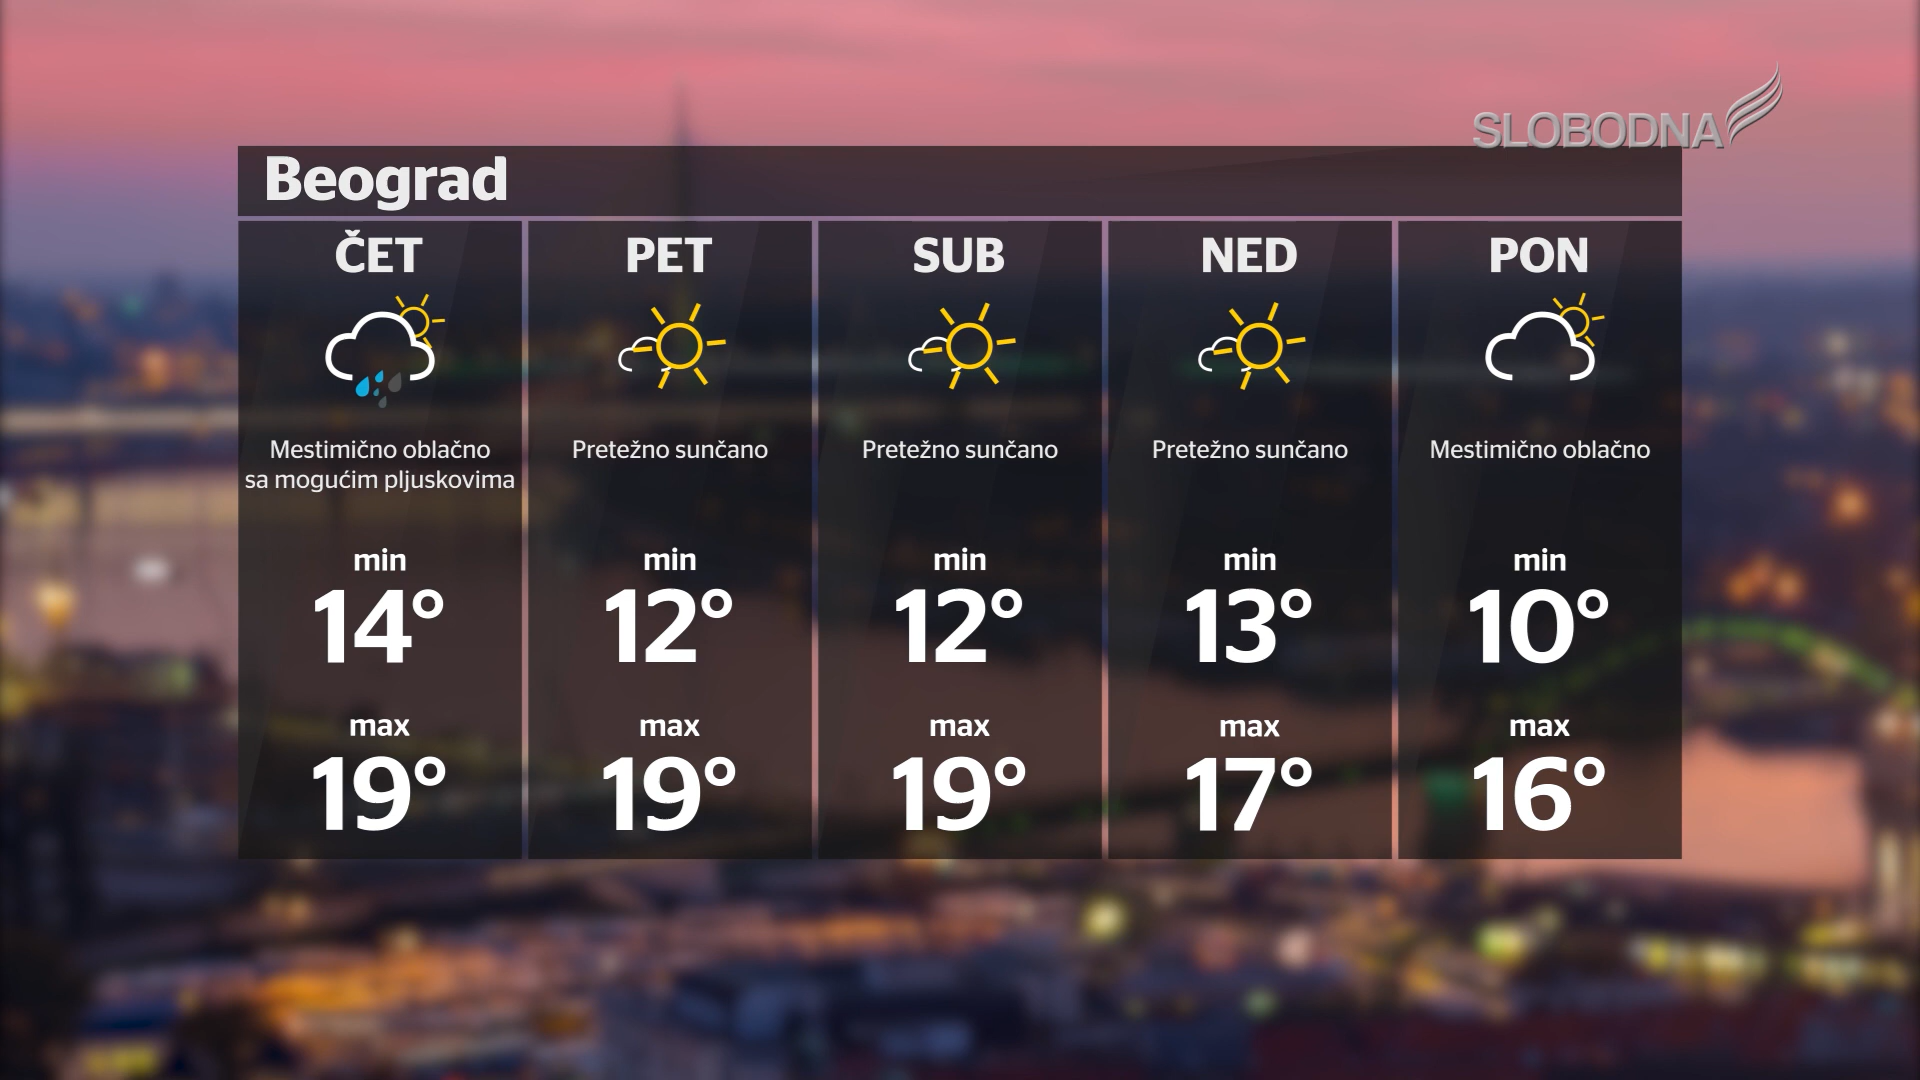 SLOBODNA
Beograd
ČET
PET
SUB
NED
PON
Mestimično oblačno
sa mogućim pljuskovima
Pretežno sunčano
Pretežno sunčano
Pretežno sunčano
Mestimično oblačno
min
min
min
min
min
14°
12°
12°
13°
10°
max
max
max
max
max
19°
19°
19°
17°
16°